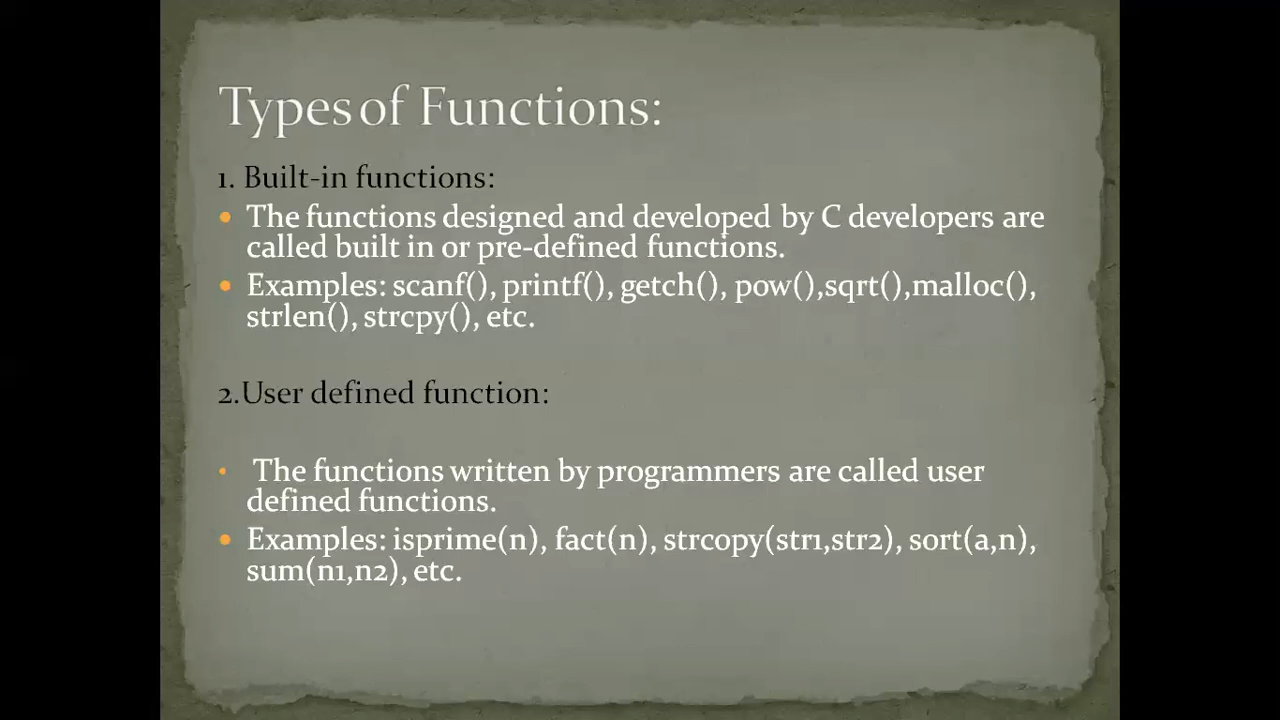 Types of Functions:
1. Built-in functions:
• The functions designed and developed by C developers are
called built in or pre-defined functions.
• Examples: scanf(), printf(), getch(), pow(),sqrt(),malloc(),
strlen(), strcpy(), etc.
2.User defined function:
• The functions written by programmers are called user
defined functions.
• Examples: isprime(n), fact(n), strcopy(str1,str2), sort(a,n),
sum(n1,n2), etc.